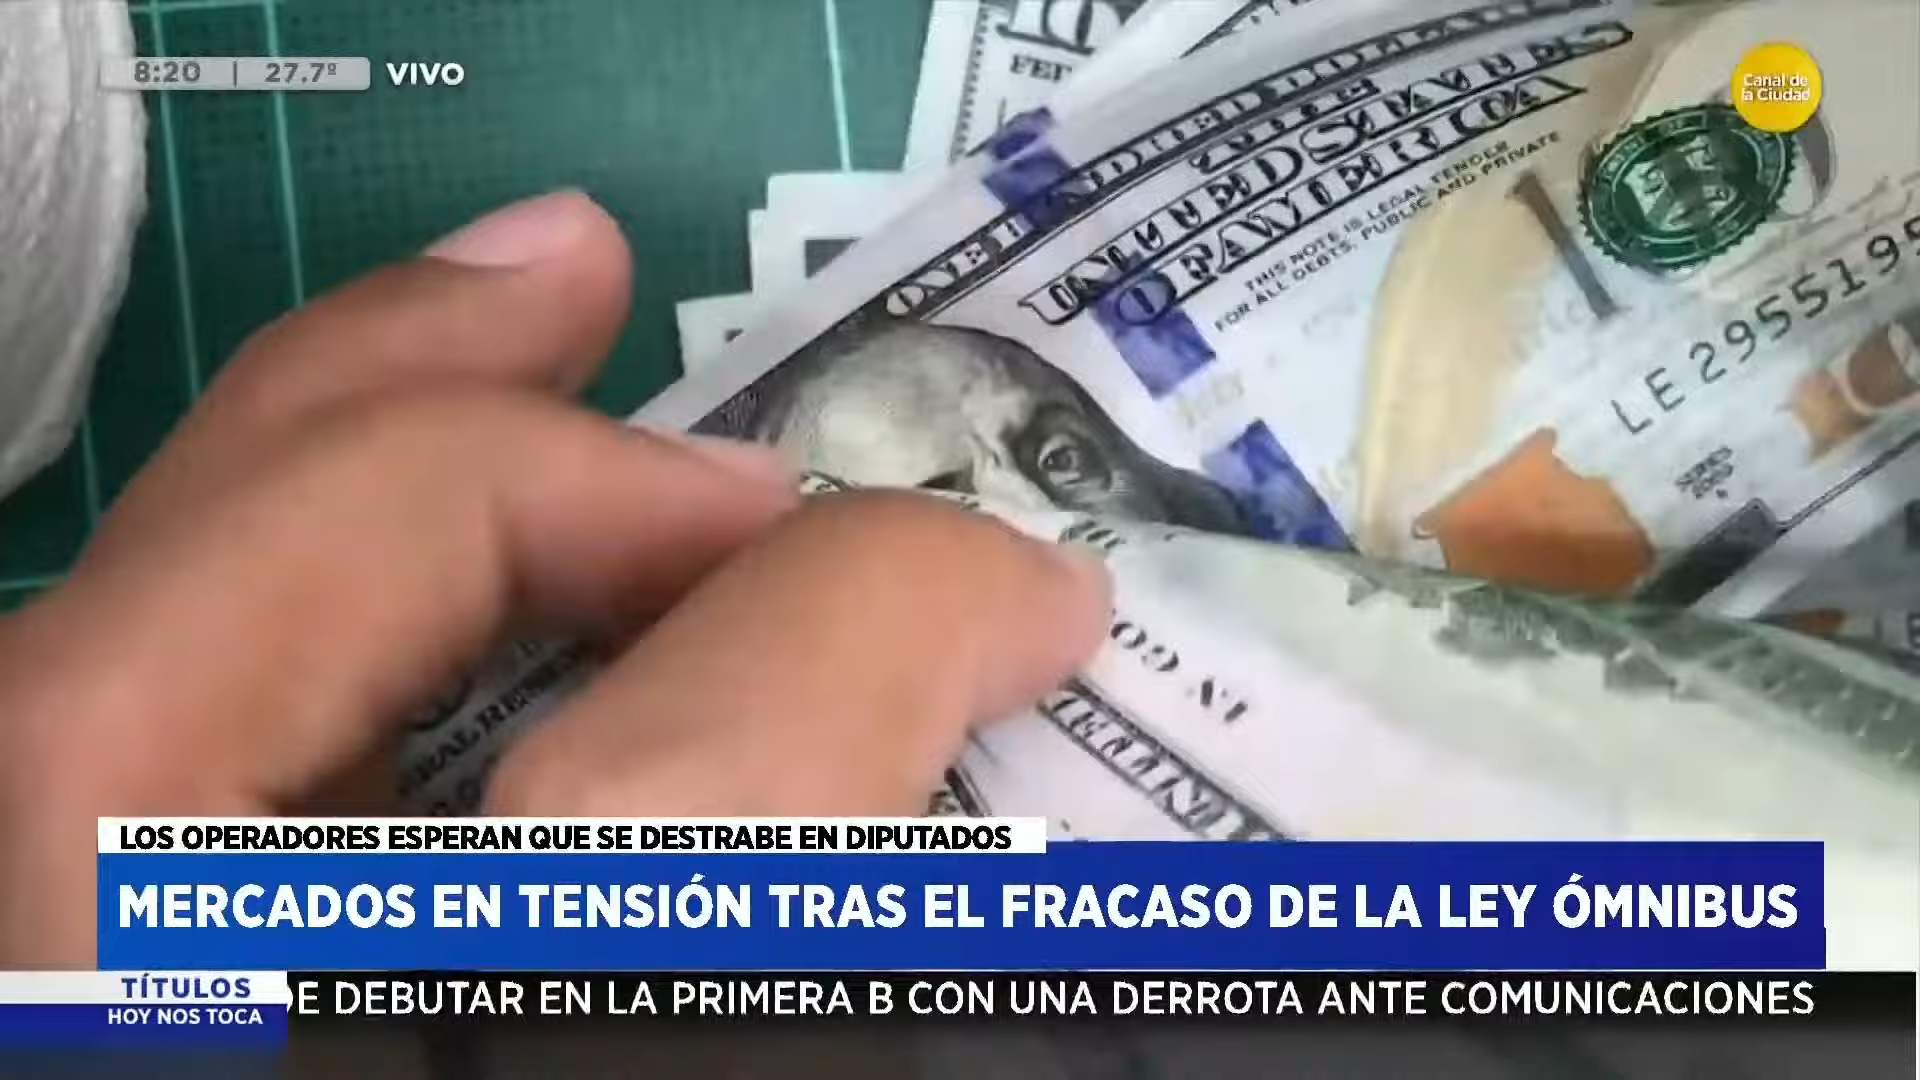 8:20 | 27.7º VIVO
Canal de
la Ciudad
UNITED STATES
OF AMERICA
THIS NOTE IS LEGAL TENDER
FOR ALL DEBTS, PUBLIC AND PRIVATE
SERIES
LOS OPERADORES ESPERAN QUE SE DESTRABE EN DIPUTADOS
MERCADOS EN TENSIÓN TRAS EL FRACASO DE LA LEY ÓMNIBUS
TÍTULOS
HOY NOS TOCA
DE DEBUTAR EN LA PRIMERA B CON UNA DERROTA ANTE COMUNICACIONES